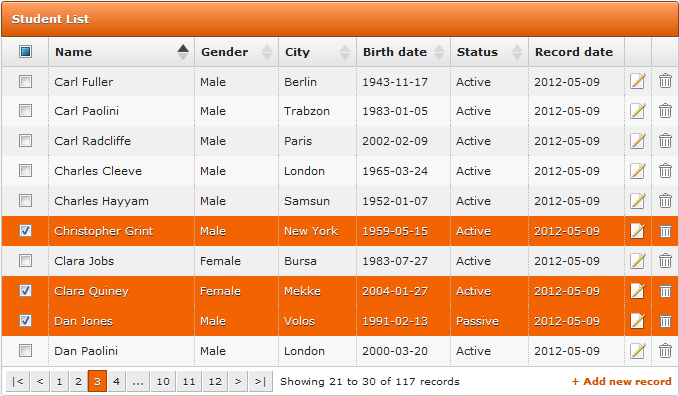 Student List
Name Gender City Birth date Status Record date
Carl Fuller Male Berlin 1943-11-17 Active 2012-05-09
Carl Paolini Male Trabzon 1983-01-05 Active 2012-05-09
Carl Radcliffe Male Paris 2002-02-09 Active 2012-05-09
Charles Cleeve Male London 1965-03-24 Active 2012-05-09
Charles Hayyam Male Samsun 1952-01-07 Active 2012-05-09
Christopher Grint Male New York 1959-05-15 Active 2012-05-09
Clara Jobs Female Bursa 1983-07-27 Active 2012-05-09
Clara Quiney Female Mekke 2004-01-27 Active 2012-05-09
Dan Jones Male Volos 1991-02-13 Passive 2012-05-09
Dan Paolini Male London 2000-03-20 Active 2012-05-09
|< < 1 2 3 4 ... 10 11 12 > >| Showing 21 to 30 of 117 records + Add new record